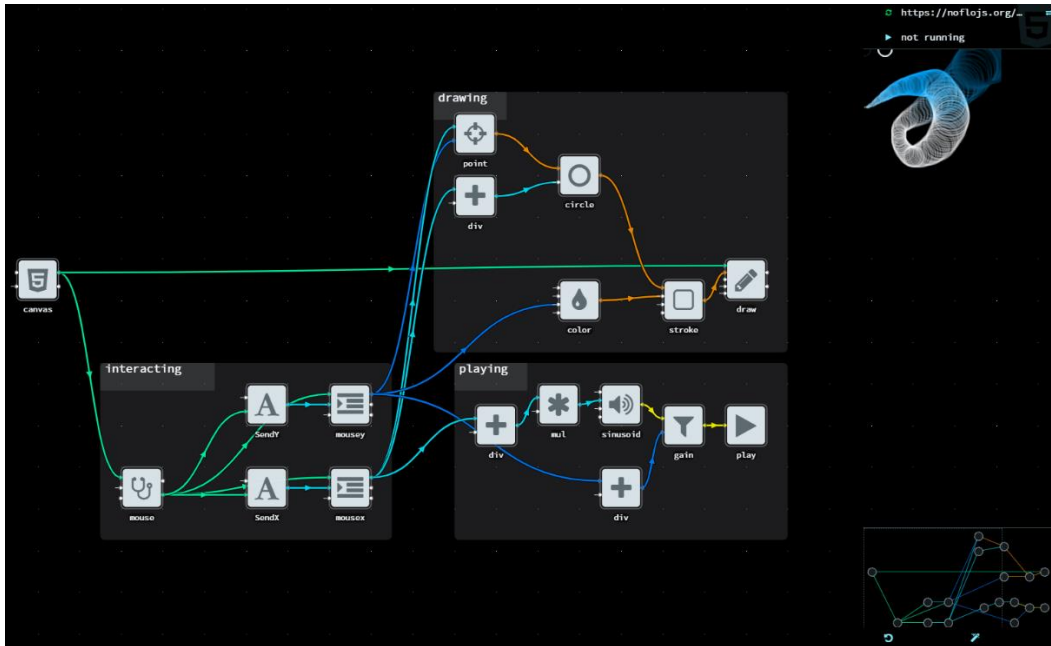 https://noflojs.org/…
not running
drawing
point
div
circle
canvas
color
stroke
draw
interacting
SendY
mousey
mouse
SendX
mousex
playing
div
mul
sinusoid
gain
play
div